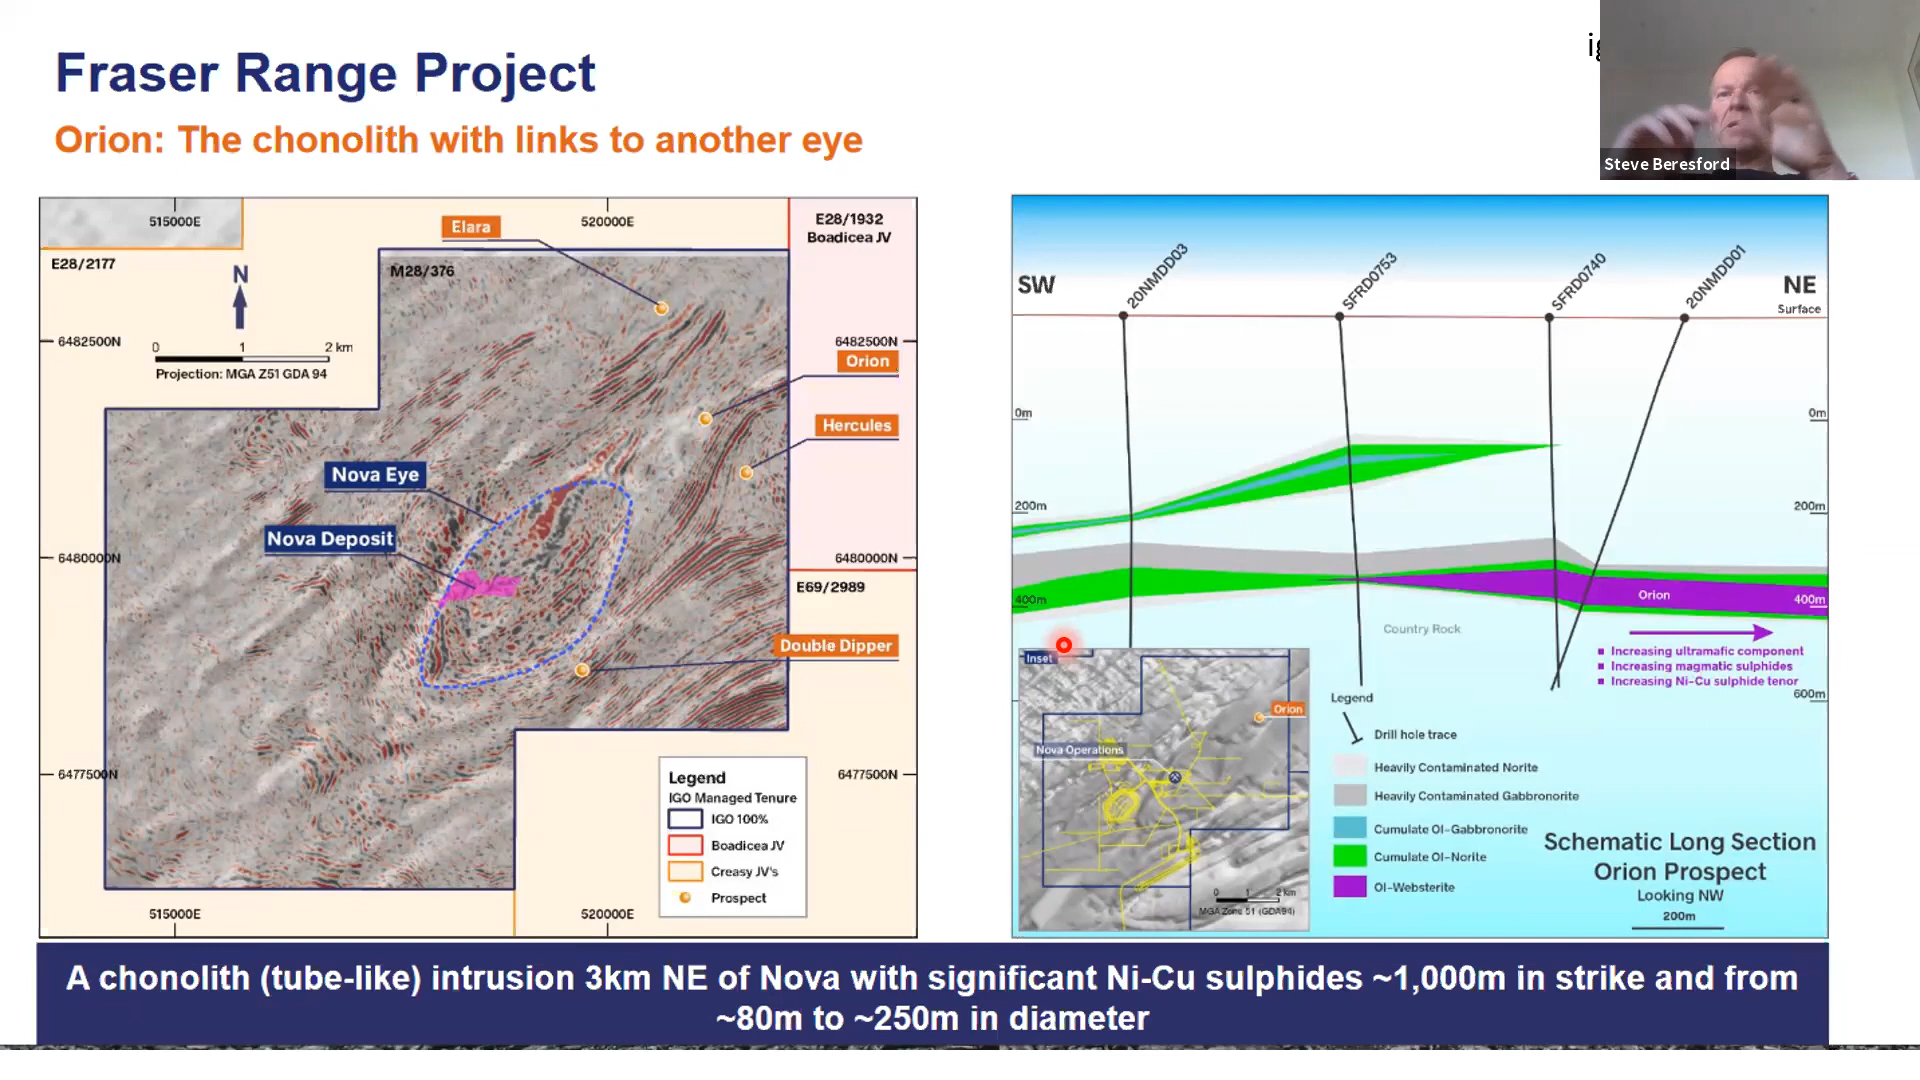 Fraser Range Project
Orion: The chonolith with links to another eye
Steve Beresford
515000E
520000E
Elara
E28/1932
Boadicea JV
E28/2177
M28/376
N
6482500N
0 1 2 km
Projection: MGA Z51 GDA 94
6482500N
Orion
Hercules
Nova Eye
Nova Deposit
6480000N
6480000N
E69/2989
Double Dipper
6477500N
6477500N
Legend
IGO Managed Tenure
IGO 100%
Boadicea JV
Creasy JV's
Prospect
515000E
520000E
SW
20NMDD03
SFRD0753
SFRD0740
20NMDD01
NE
Surface
0m
0m
200m
200m
400m
Orion
400m
Country Rock
Increasing ultramafic component
Increasing magmatic sulphides
Increasing Ni-Cu sulphide tenor
600m
Inset
Orion
Nova Operations
0 1 2 km
MGA Zone 51 (GDA94)
Legend
Drill hole trace
Heavily Contaminated Norite
Heavily Contaminated Gabbronorite
Cumulate Ol-Gabbronorite
Cumulate Ol-Norite
Ol-Websterite
Schematic Long Section
Orion Prospect
Looking NW
200m
A chonolith (tube-like) intrusion 3km NE of Nova with significant Ni-Cu sulphides ~1,000m in strike and from
~80m to ~250m in diameter